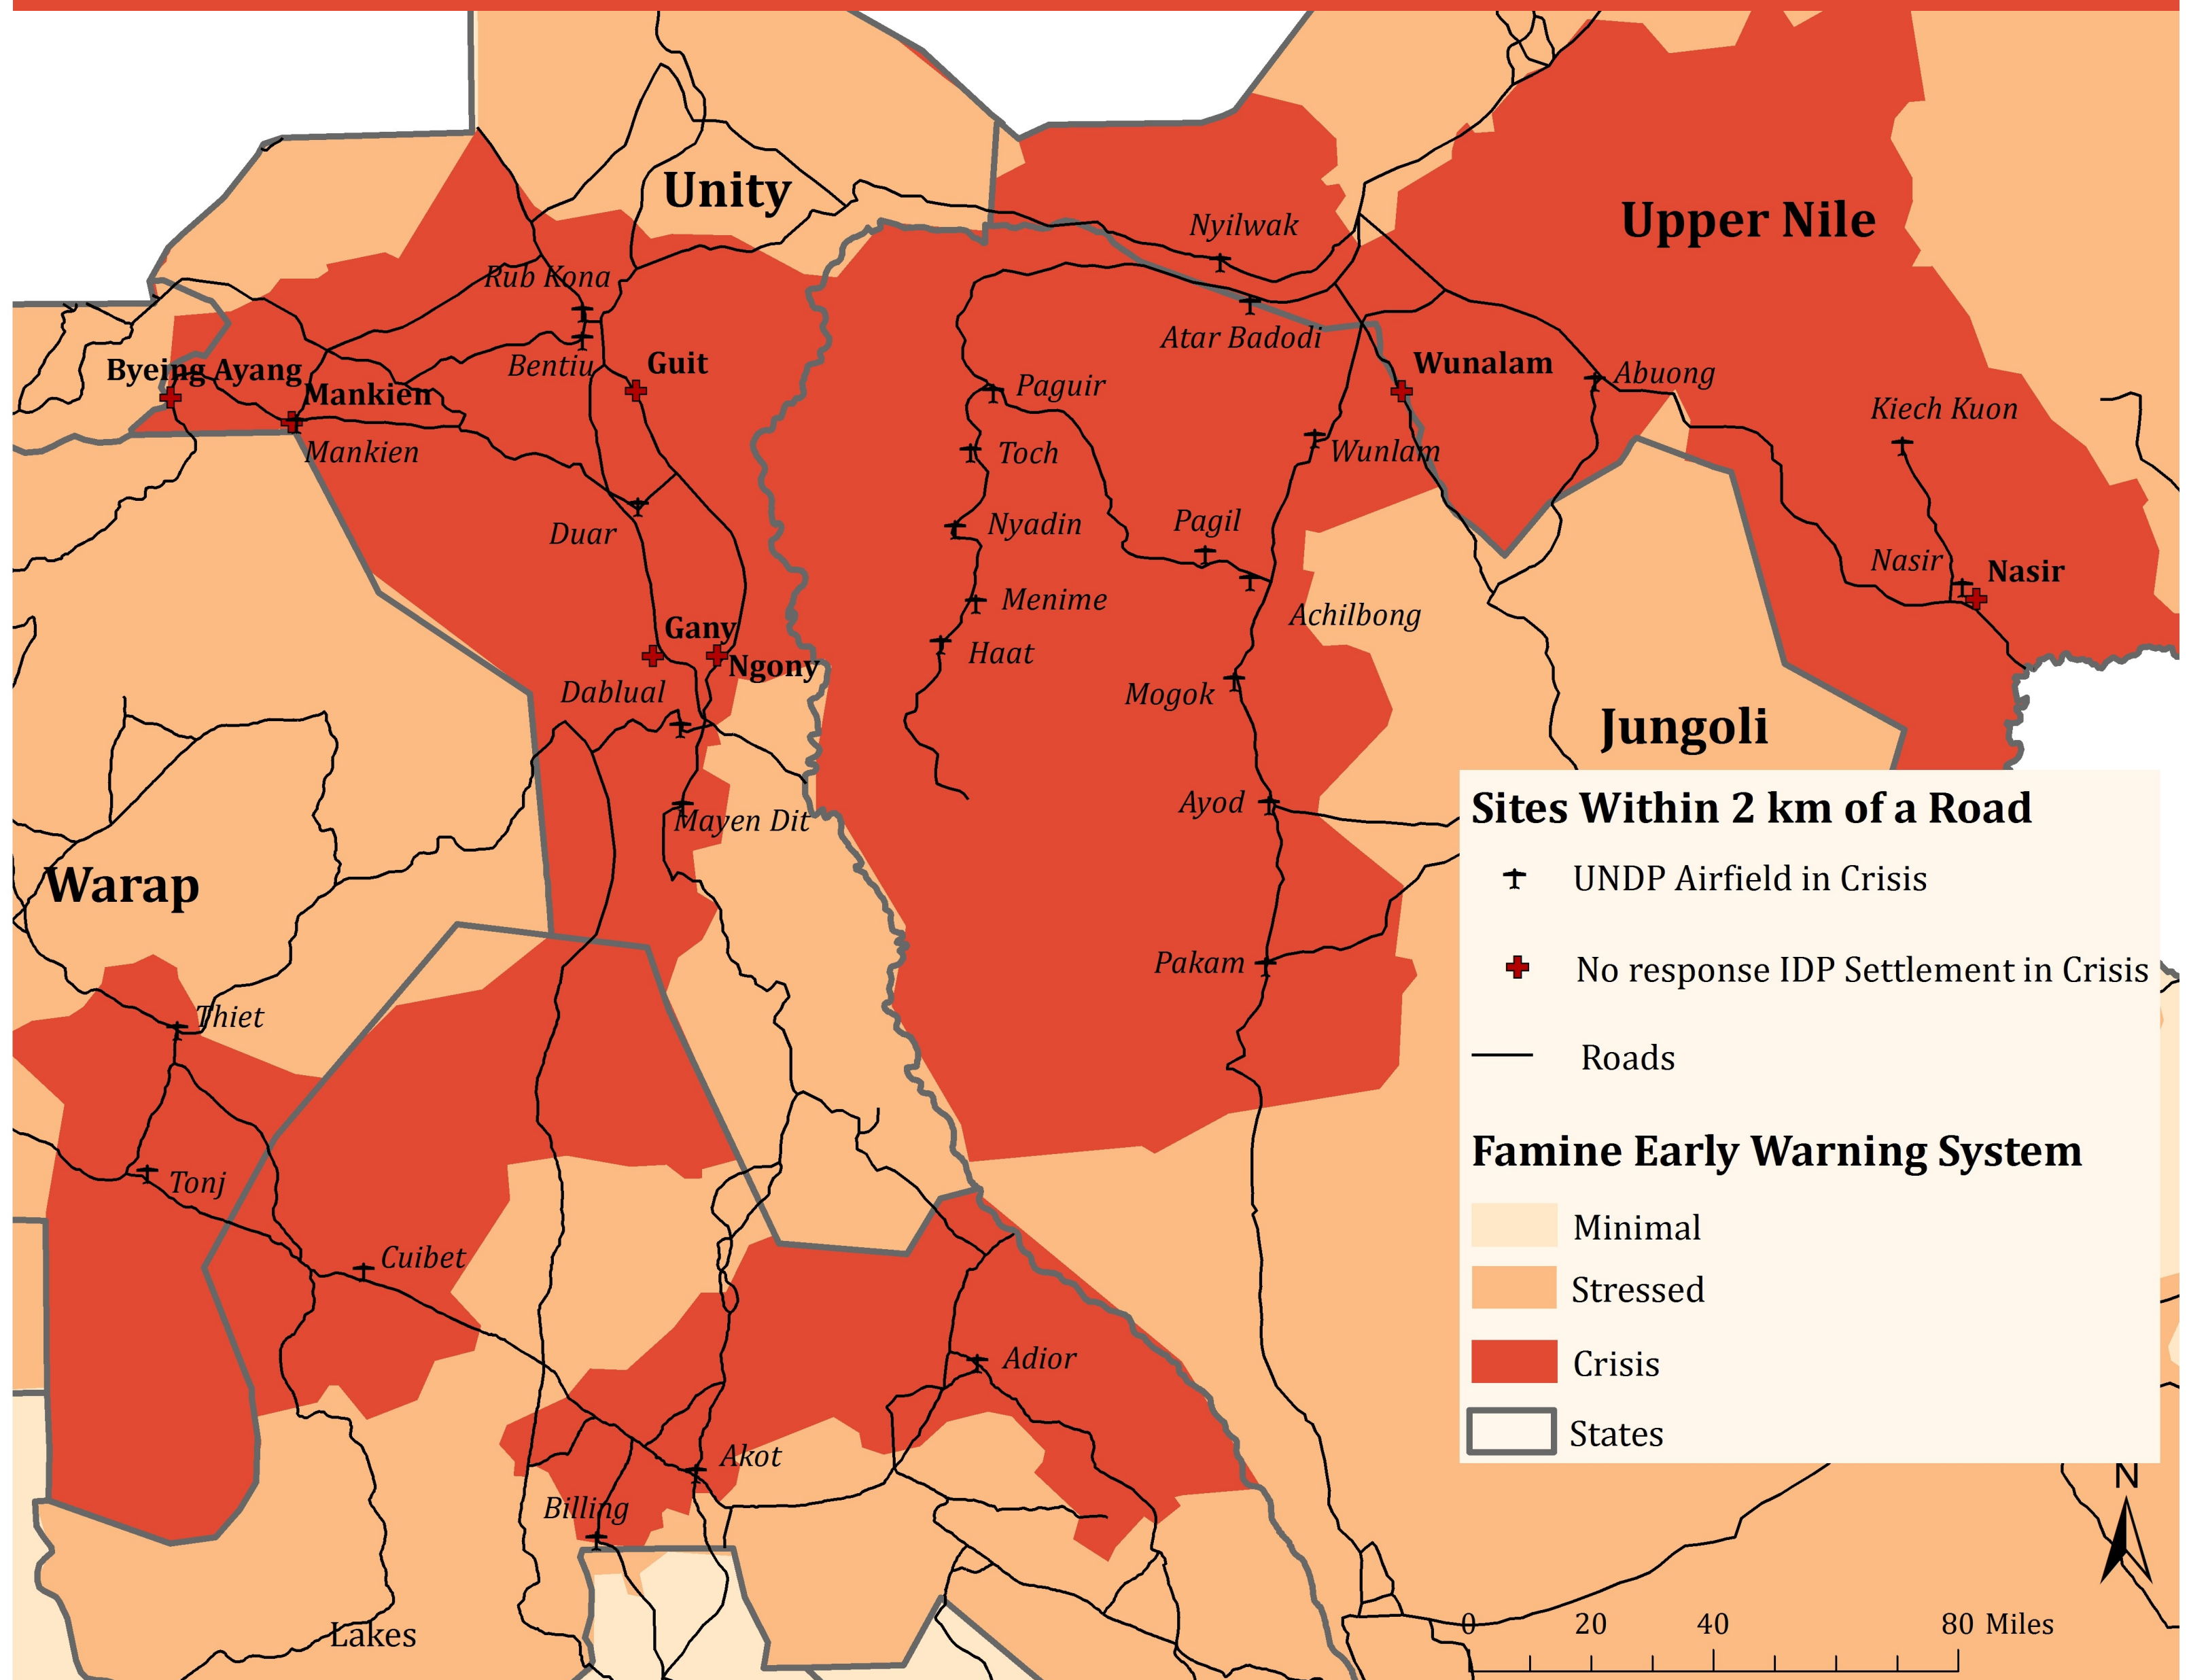 Unity
Upper Nile
Nyilwak
Rub Kona
Atar Badodi
Bentiu
Guit
Wunalam
Abuong
Byeing Ayang
Mankien
Mankien
Paguir
Kiech Kuon
Toch
Wunlam
Duar
Nyadin
Pagil
Nasir
Nasir
Menime
Achilbong
Gany
Ngony
Haat
Dablual
Mogok
Jungoli
Mayen Dit
Ayod
Warap
Pakam
Thiet
Tonj
Cuibet
Adior
Akot
Billing
Lakes
Sites Within 2 km of a Road
UNDP Airfield in Crisis
No response IDP Settlement in Crisis
Roads
Famine Early Warning System
Minimal
Stressed
Crisis
States
N
0 20 40 80 Miles